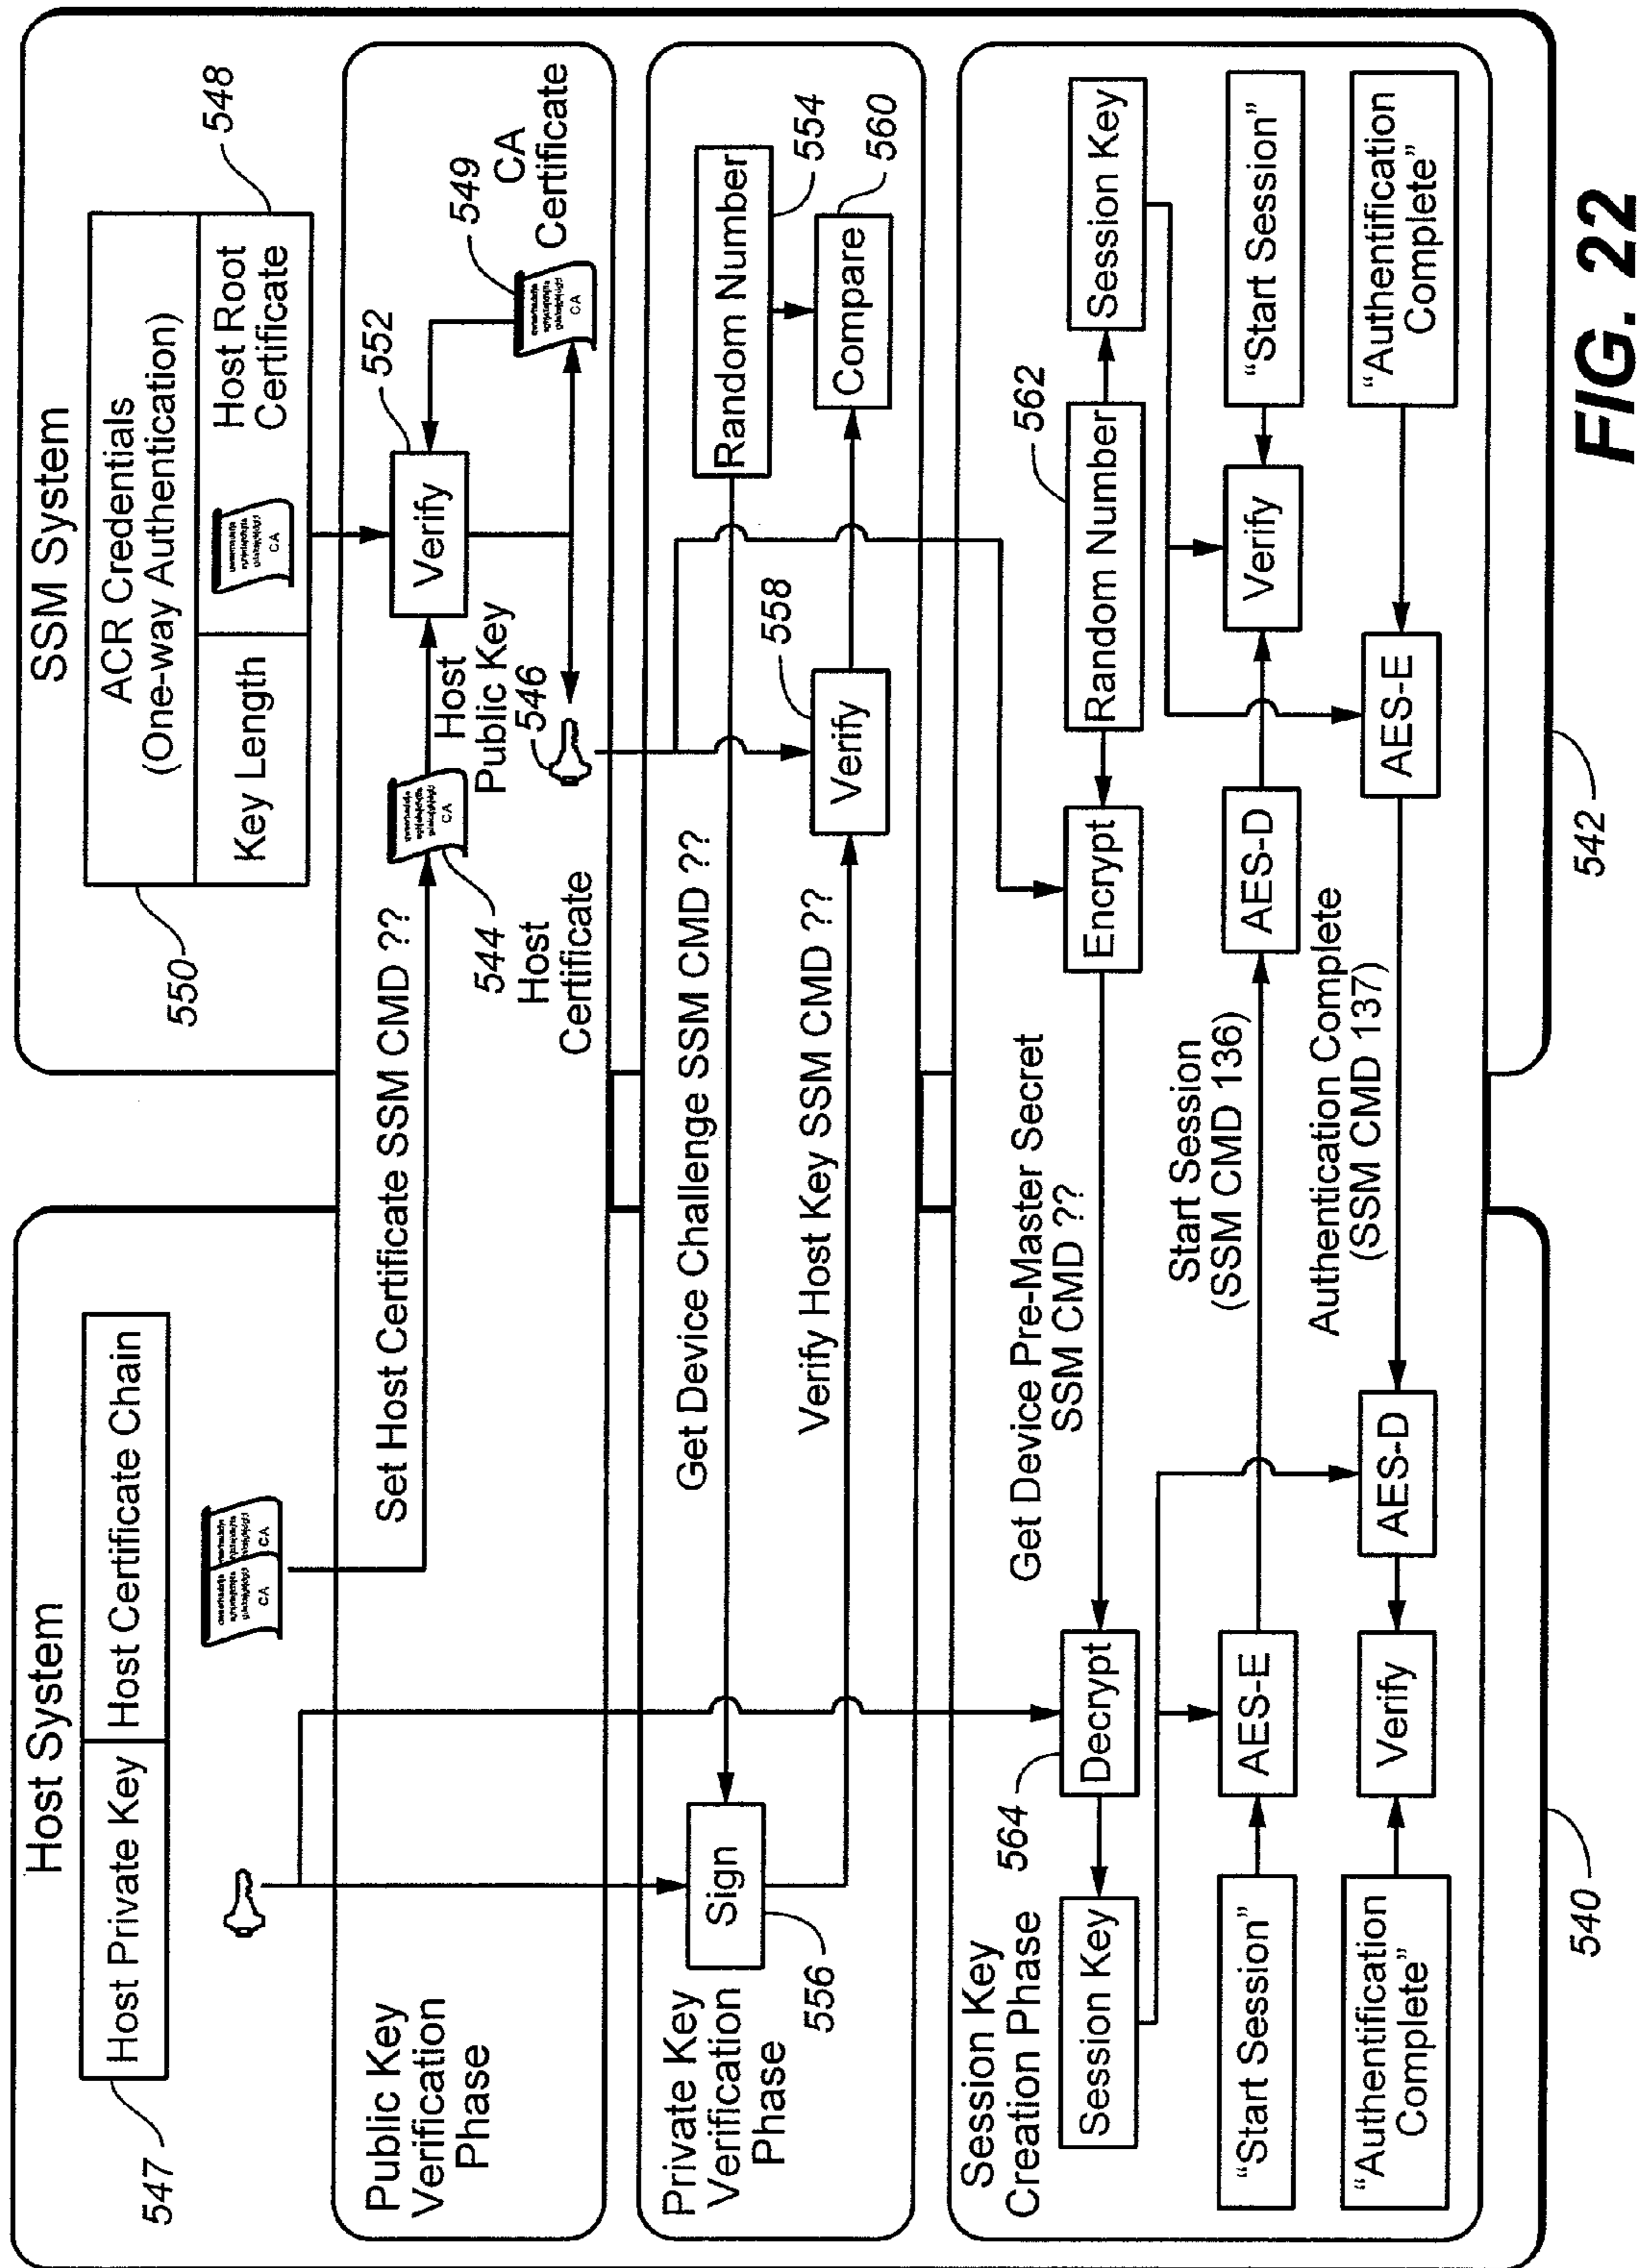 Host System
Host Private Key
Host Certificate Chain
547
CA
CA
SSM System
ACR Credentials
(One-way Authentication)
Key Length
Host Root
Certificate
CA
550
548
Public Key
Verification
Phase
Set Host Certificate SSM CMD ??
CA
544
Host
Certificate
Host
Public Key
546
Verify
552
549
CA
CA
Certificate
Private Key
Verification
Phase
Sign
556
Get Device Challenge SSM CMD ??
Verify Host Key SSM CMD ??
Verify
558
Random Number
554
Compare
560
Session Key
Creation Phase
564
Session Key
Decrypt
Get Device Pre-Master Secret
SSM CMD ??
Encrypt
Random Number
562
Session Key
"Start Session"
AES-E
Start Session
(SSM CMD 136)
AES-D
Verify
"Start Session"
"Authentification
Complete"
Verify
AES-D
Authentication Complete
(SSM CMD 137)
AES-E
"Authentification
Complete"
540
542
FIG. 22